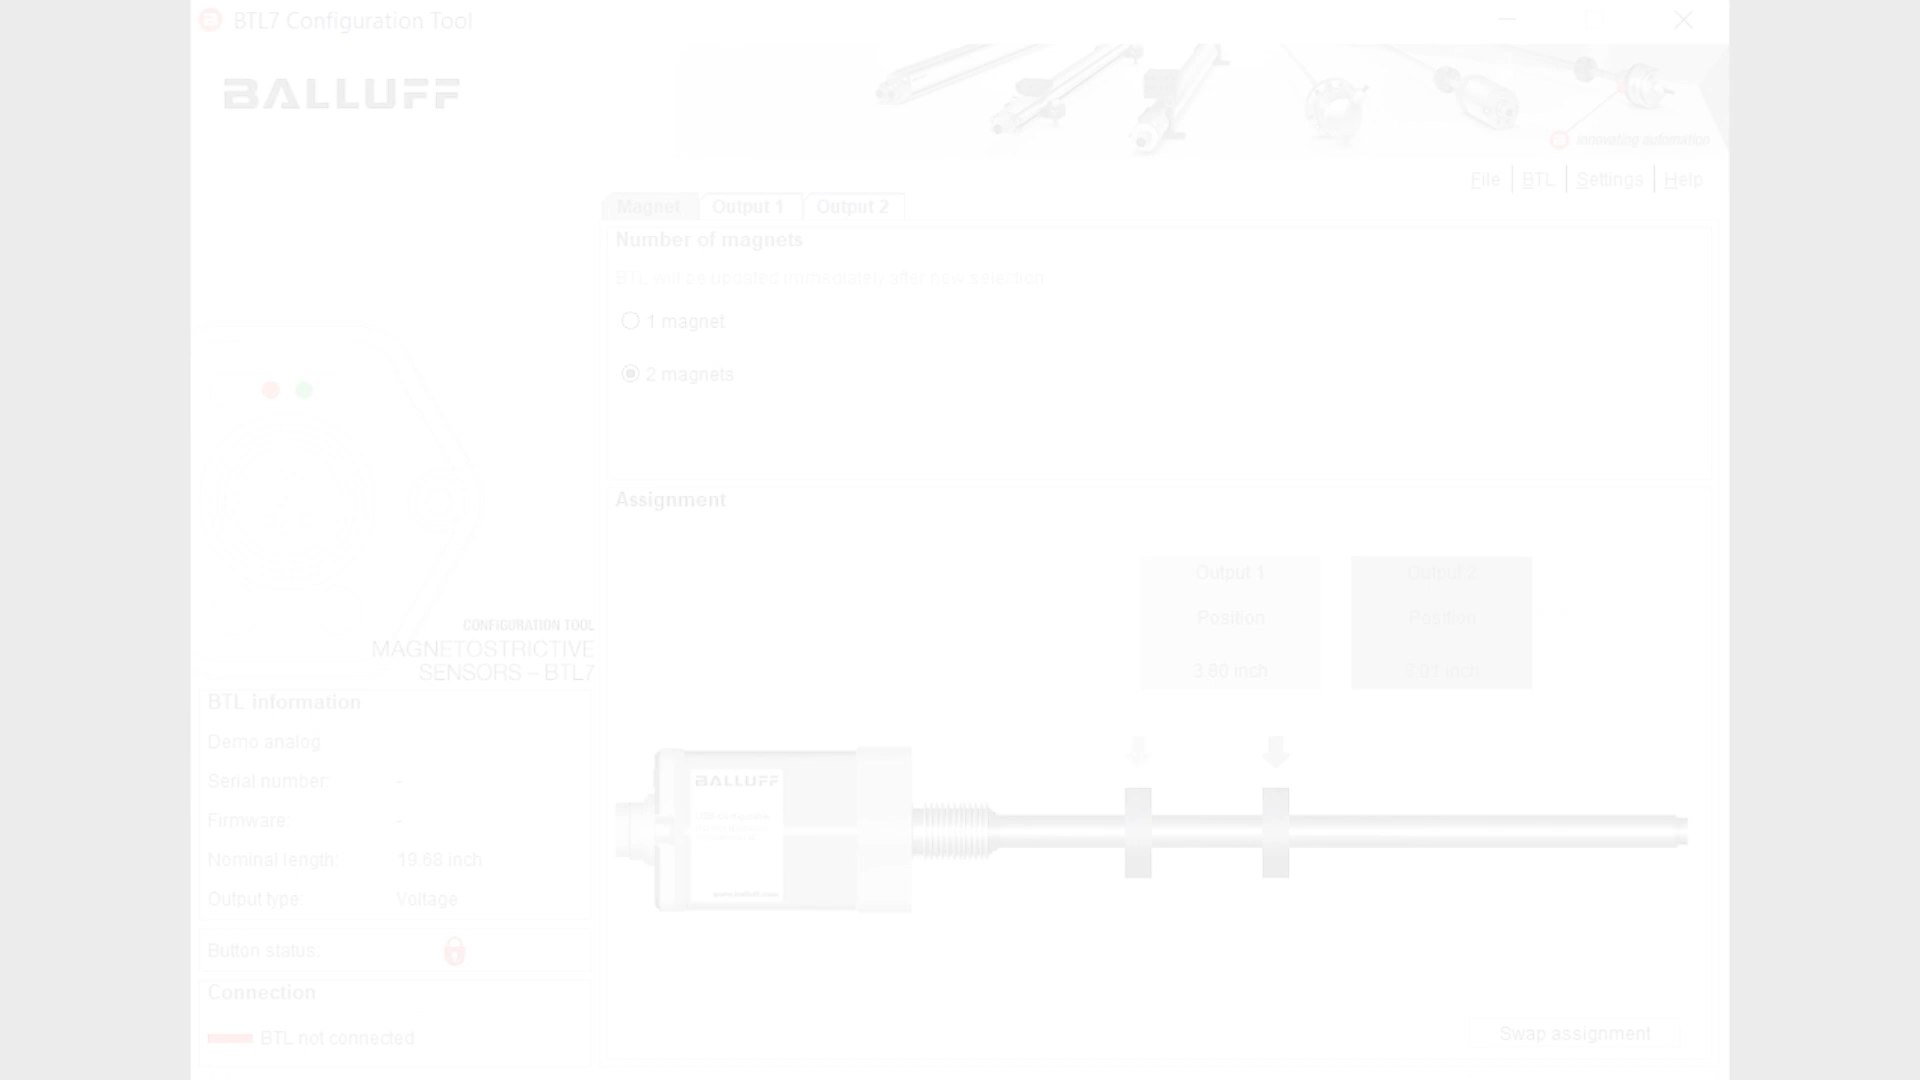 BTL7 Configuration Tool
BALLUFF
innovating automation
File
BTL
Settings
Help
Magnet
Output 1
Output 2
Number of magnets
BTL will be updated immediately after new selection
1 magnet
2 magnets
Assignment
Output 1
Position
3.80 inch
Output 2
Position
CONFIGURATION TOOL
MAGNETOSTRICTIVE
SENSORS – BTL7
BTL information
Demo analog
Serial number: -
Firmware -
Nominal length: 19.68 inch
Output type: Voltage
Button status:
Connection
BTL not connected
BALLUFF
www.balluff.com
Swap assignment